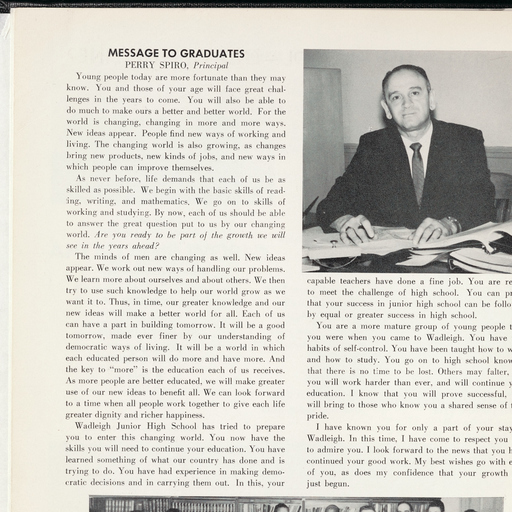 MESSAGE TO GRADUATES
PERRY SPIRO, Principal
Young people today are more fortunate than they may
know. You and those of your age will face great chal-
lenges in the years to come. You will also be able to
do much to make ours a better and better world. For the
world is changing, changing in more and more ways.
New ideas appear. People find new ways of working and
living. The changing world is also growing, as changes
bring new products, new kinds of jobs, and new ways in
which people can improve themselves.
As never before, life demands that each of us be as
skilled as possible. We begin with the basic skills of read-
ing, writing, and mathematics. We go on to skills of
working and studying. By now, each of us should be able
to answer the great question put to us by our changing
world. Are you ready to be part of the growth we will
see in the years ahead?
The minds of men are changing as well. New ideas
appear. We work out new ways of handling our problems.
We learn more about ourselves and about others. We then
try to use such knowledge to help our world grow as we
want it to. Thus, in time, our greater knowledge and our
new ideas will make a better world for all. Each of us
can have a part in building tomorrow. It will be a good
tomorrow, made ever finer by our understanding of
democratic ways of living. It will be a world in which
each educated person will do more and have more. And
the key to "more" is the education each of us receives.
As more people are better educated, we will make greater
use of our new ideas to benefit all. We can look forward
to a time when all people work together to give each life
greater dignity and richer happiness.
Wadleigh Junior High School has tried to prepare
you to enter this changing world. You now have the
skills you will need to continue your education. You have
learned something of what our country has done and is
trying to do. You have had experience in making demo-
cratic decisions and in carrying them out. In this, your
capable teachers have done a fine job. You are re
to meet the challenge of high school. You can pr
that your success in junior high school can be follo
by equal or greater success in high school.
You are a more mature group of young people t
you were when you came to Wadleigh. You have
habits of self-control. You have been taught how to w
and how to study. You go on to high school know
that there is no time to be lost. Others may falter,
you will work harder than ever, and will continue y
education. I know that you will prove successful,
will bring to those who know you a shared sense of t
pride.
I have known you for only a part of your stay
Wadleigh. In this time, I have come to respect you
to admire you. I look forward to the news that you h
continued your good work. My best wishes go with e
of you, as does my confidence that your growth
just begun.